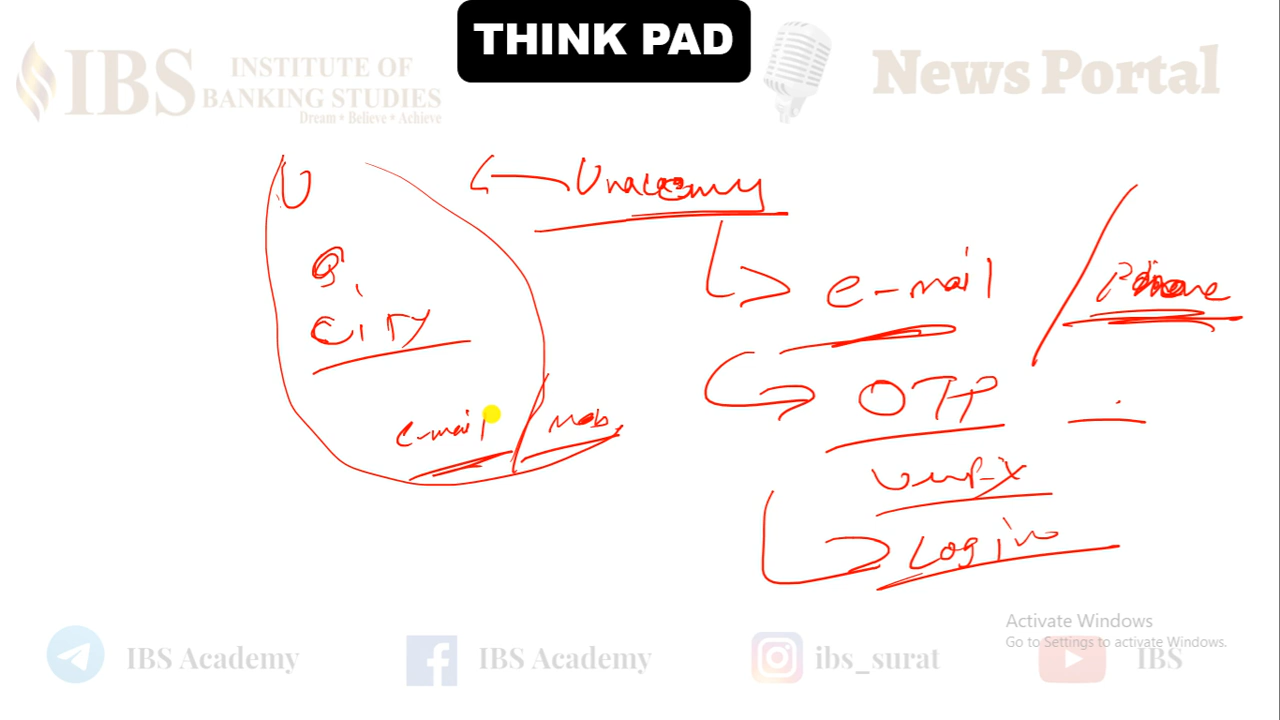 THINK PAD
IBS INSTITUTE OF
BANKING STUDIES
Dream • Believe • Achieve
News Portal
U
Unacademy
e-mail / Phone
CITY
OTP
e-mail / Mob.
Verify
Login
Activate Windows
Go to Settings to activate Windows.
IBS Academy
IBS Academy
ibs_surat
IBS